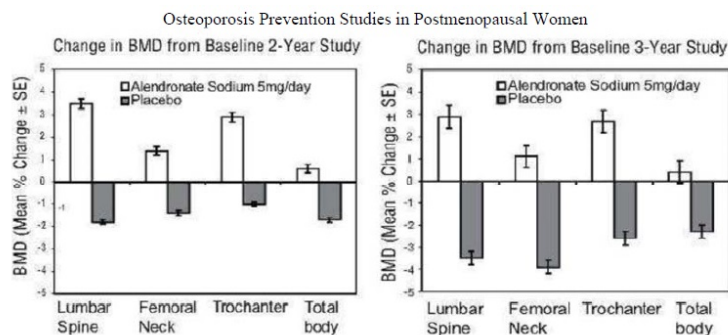 Osteoporosis Prevention Studies in Postmenopausal Women
Change in BMD from Baseline 2-Year Study
BMD (Mean % Change ± SE)
5
4
3
2
1
0
-1
-1
-2
-3
-4
-5
Alendronate Sodium 5mg/day
Placebo
Lumbar
Spine
Femoral
Neck
Trochanter
Total
body
Change in BMD from Baseline 3-Year Study
BMD (Mean % Change ± SE)
5
4
3
2
1
0
-1
-2
-3
-4
-5
Alendronate Sodium 5mg/day
Placebo
Lumbar
Spine
Femoral
Neck
Trochanter
Total
body